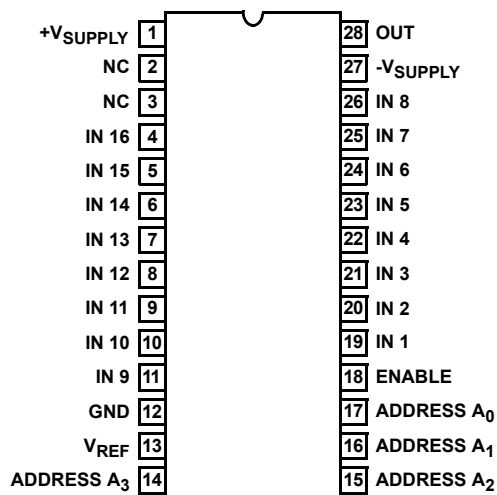 +VSUPPLY 1 28 OUT
NC 2 27 -VSUPPLY
NC 3 26 IN 8
IN 16 4 25 IN 7
IN 15 5 24 IN 6
IN 14 6 23 IN 5
IN 13 7 22 IN 4
IN 12 8 21 IN 3
IN 11 9 20 IN 2
IN 10 10 19 IN 1
IN 9 11 18 ENABLE
GND 12 17 ADDRESS A0
VREF 13 16 ADDRESS A1
ADDRESS A3 14 15 ADDRESS A2